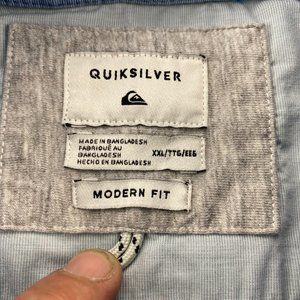 QUIKSILVER
MADE IN BANGLADESH
FABRIQUÉ AU
BANGLADESH
HECHO EN BANGLADESH
XXL/TTG/EEG
MODERN FIT